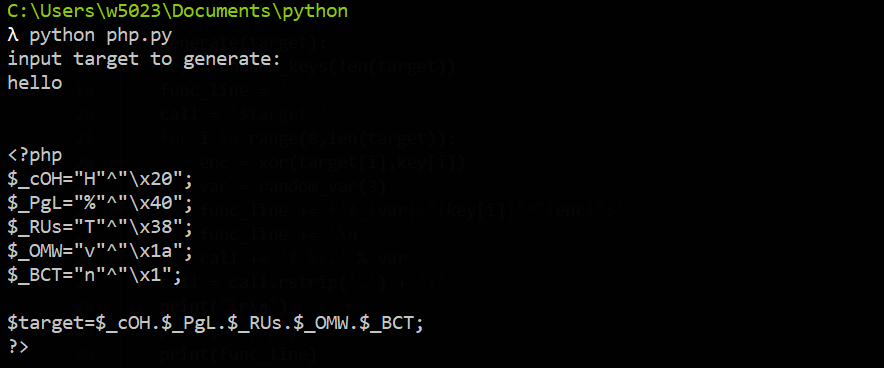 C:\Users\w5023\Documents\python
λ python php.py
input target to generate:
hello
<?php
$_cOH="H"^"\x20";
$_PgL="%"^"\x40";
$_RUs="T"^"\x38";
$_OMW="v"^"\x1a";
$_BCT="n"^"\x1";
$target=$_cOH.$_PgL.$_RUs.$_OMW.$_BCT;
?>